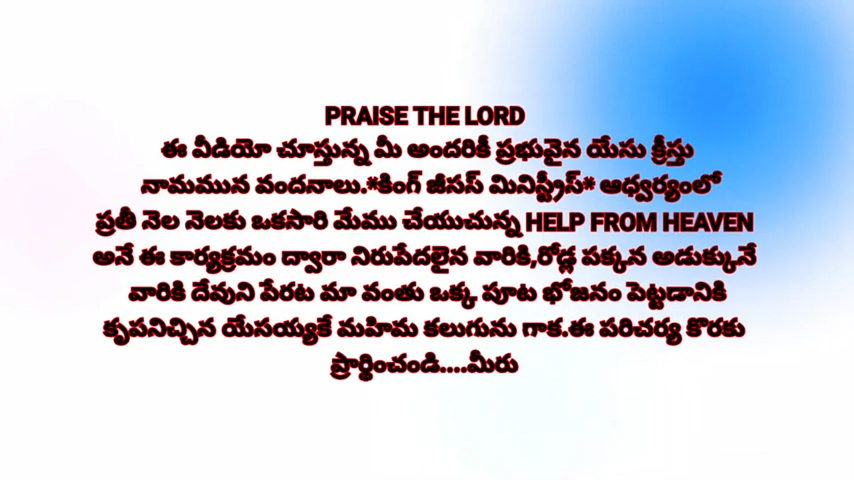 PRAISE THE LORD
ఈ వీడియో చూస్తున్న మీ అందరికీ ప్రభువైన యేసు క్రీస్తు
నామమున వందనాలు.*కింగ్ జీసస్ మినిస్ట్రీస్* ఆధ్వర్యంలో
ప్రతీ నెల నెలకు ఒకసారి మేము చేయుచున్న HELP FROM HEAVEN
అనే ఈ కార్యక్రమం ద్వారా నిరుపేదలైన వారికి,రోడ్ల పక్కన అడుక్కునే
వారికి దేవుని పేరట మా వంతు ఒక్క పూట భోజనం పెట్టడానికి
కృపనిచ్చిన యేసయ్యకే మహిమ కలుగును గాక.ఈ పరిచర్య కొరకు
ప్రార్థించండి....మీరు